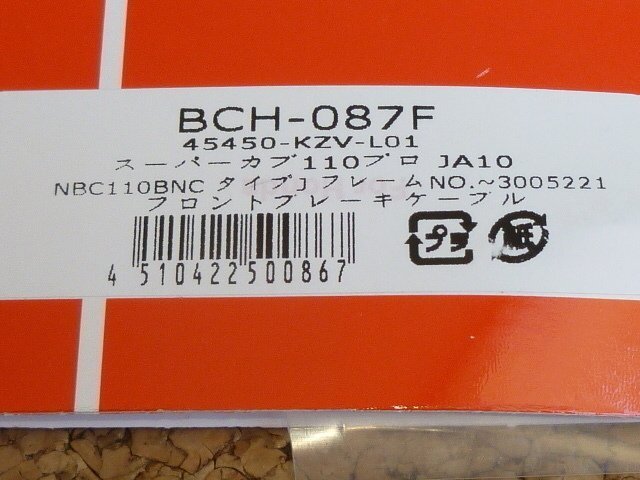 BCH-087F
45450-KZV-L01
スーパーカブ110プロ JA10
NBC110BNC タイプJ フレームNO.~3005221
フロントブレーキケーブル
4 510422500867
プラ
紙